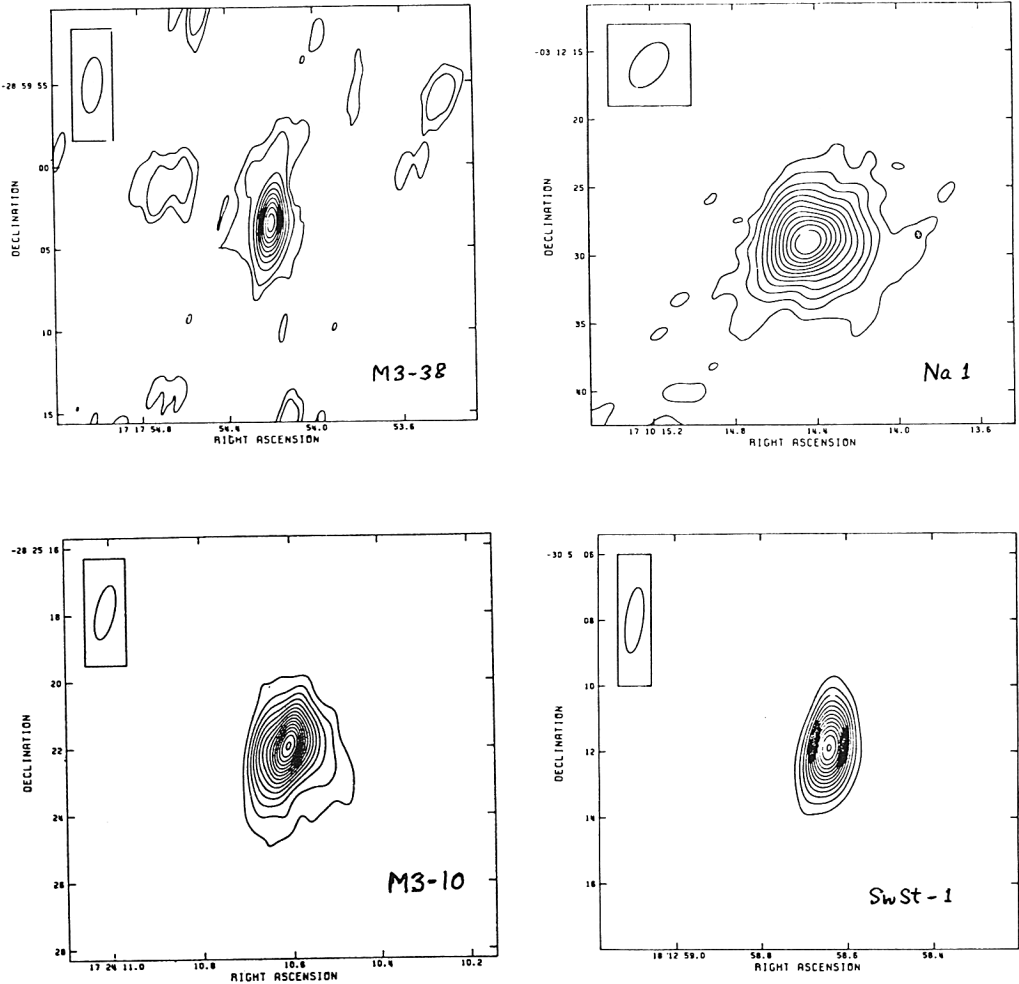 -28 59 55
00
05
10
15
DECLINATION
17 17 54.8
54.4
54.0
53.6
RIGHT ASCENSION
M3-38
-03 12 15
20
25
30
35
40
DECLINATION
17 10 15.2
14.8
14.4
14.0
13.6
RIGHT ASCENSION
Na 1
-28 25 16
18
20
22
24
26
28
DECLINATION
17 24 11.0
10.8
10.6
10.4
10.2
RIGHT ASCENSION
M3-10
-30 5 05
08
10
12
14
16
DECLINATION
18 12 59.0
58.8
58.6
58.4
RIGHT ASCENSION
SwSt-1